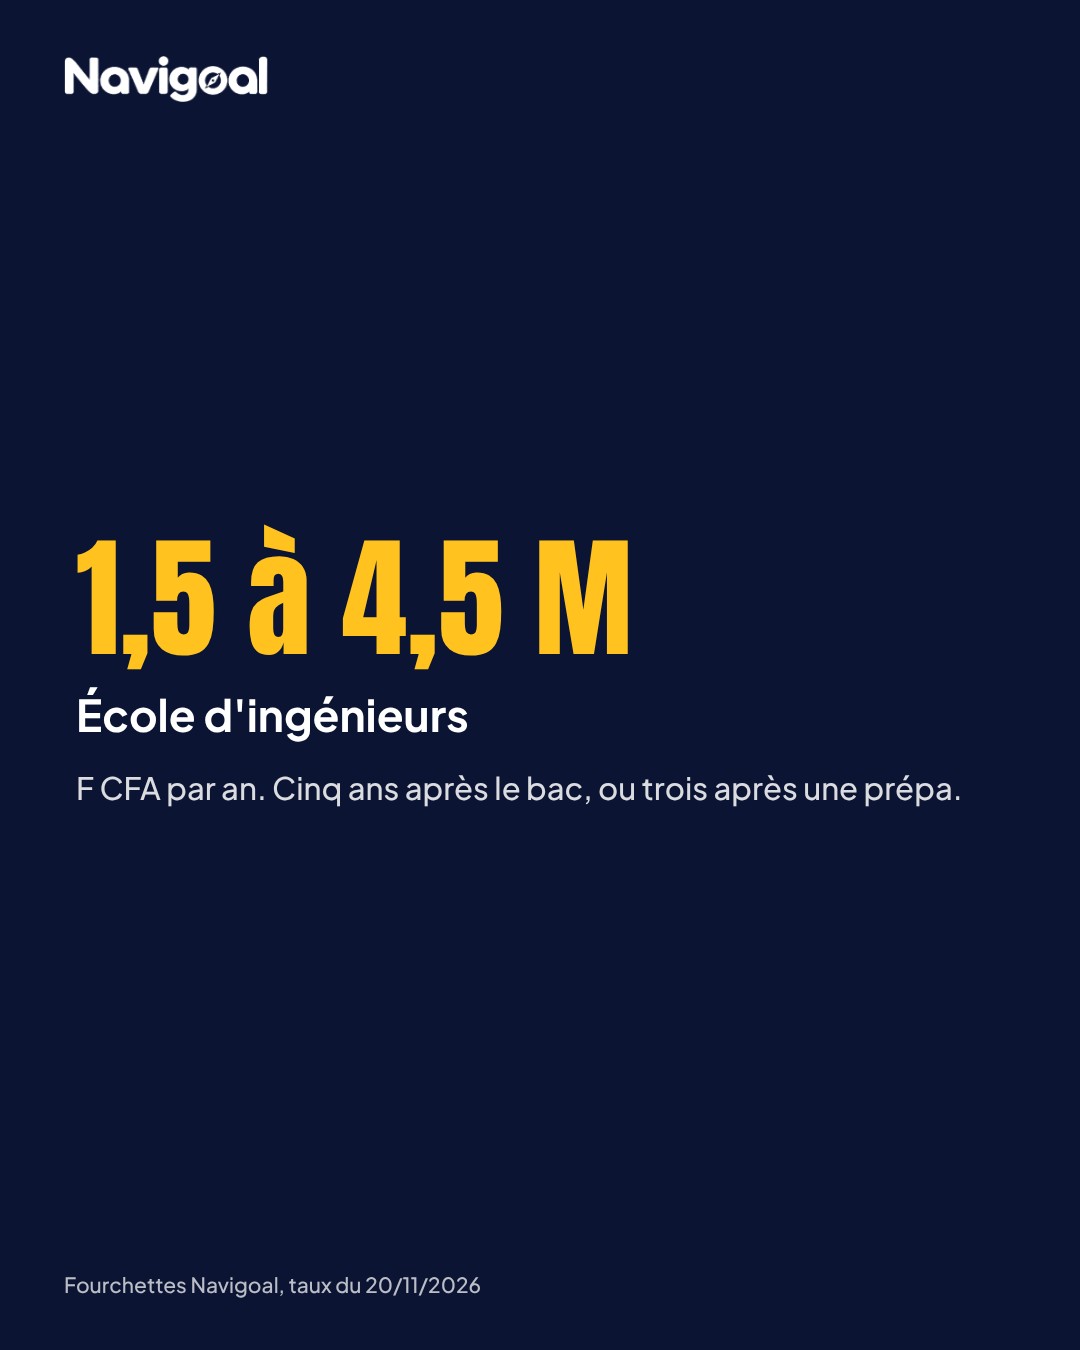 Navigoal
1,5 à 4,5 M
École d'ingénieurs
F CFA par an. Cinq ans après le bac, ou trois après une prépa.
Fourchettes Navigoal, taux du 20/11/2026